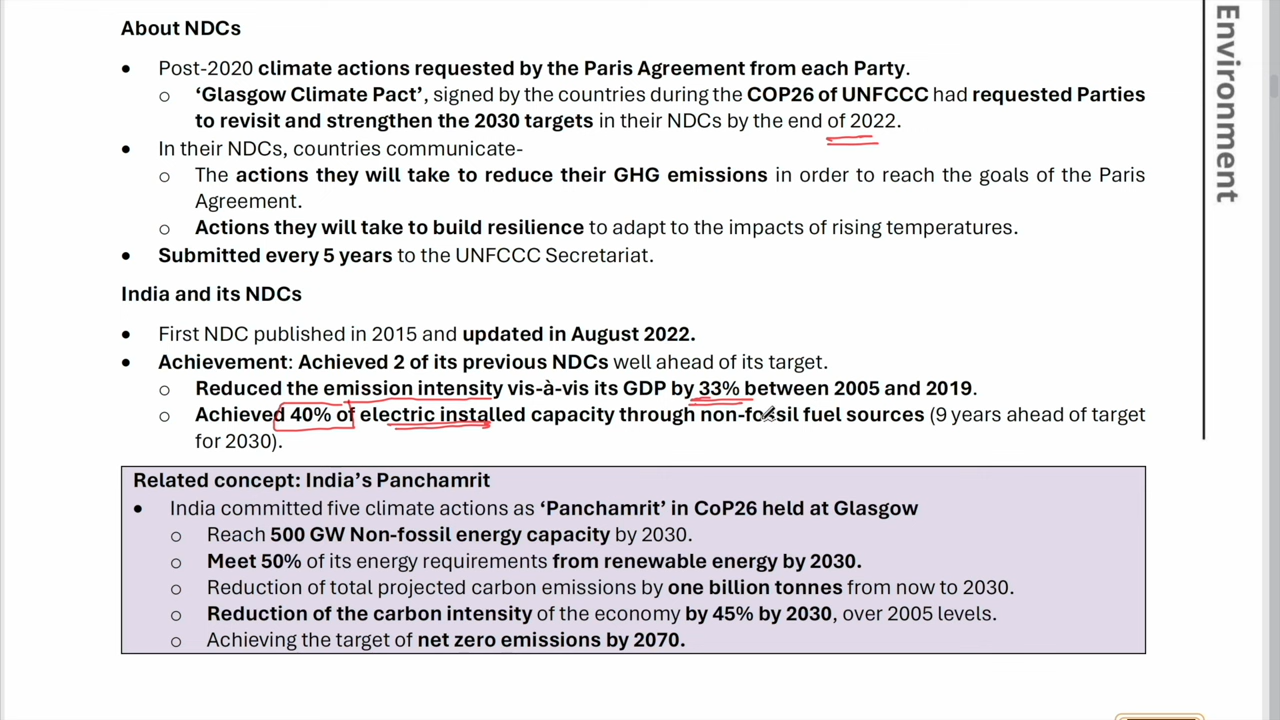 About NDCs
• Post-2020 climate actions requested by the Paris Agreement from each Party.
o ‘Glasgow Climate Pact’, signed by the countries during the COP26 of UNFCCC had requested Parties
to revisit and strengthen the 2030 targets in their NDCs by the end of 2022.
• In their NDCs, countries communicate-
o The actions they will take to reduce their GHG emissions in order to reach the goals of the Paris
Agreement.
o Actions they will take to build resilience to adapt to the impacts of rising temperatures.
• Submitted every 5 years to the UNFCCC Secretariat.
India and its NDCs
• First NDC published in 2015 and updated in August 2022.
• Achievement: Achieved 2 of its previous NDCs well ahead of its target.
o Reduced the emission intensity vis-à-vis its GDP by 33% between 2005 and 2019.
o Achieved 40% of electric installed capacity through non-fossil fuel sources (9 years ahead of target
for 2030).
Related concept: India’s Panchamrit
• India committed five climate actions as ‘Panchamrit’ in CoP26 held at Glasgow
o Reach 500 GW Non-fossil energy capacity by 2030.
o Meet 50% of its energy requirements from renewable energy by 2030.
o Reduction of total projected carbon emissions by one billion tonnes from now to 2030.
o Reduction of the carbon intensity of the economy by 45% by 2030, over 2005 levels.
o Achieving the target of net zero emissions by 2070.
Environment